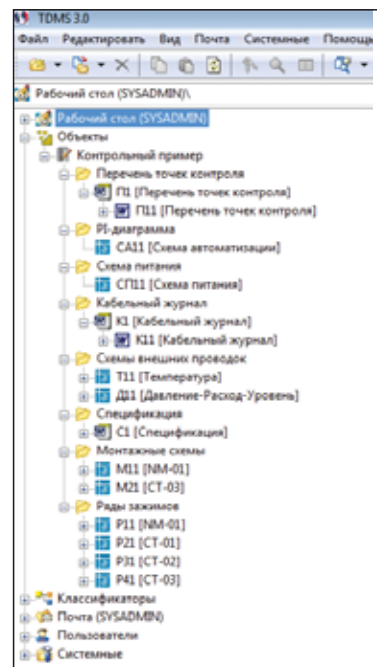 TDMS 3.0
Файл Редактировать Вид Почта Системные Помощь
Рабочий стол (SYSADMIN)\
Рабочий стол (SYSADMIN)
Объекты
Контрольный пример
Перечень точек контроля
П1 [Перечень точек контроля]
П11 [Перечень точек контроля]
PI-диаграмма
СА11 [Схема автоматизации]
Схема питания
СП11 [Схема питания]
Кабельный журнал
К1 [Кабельный журнал]
К11 [Кабельный журнал]
Схемы внешних проводок
Т11 [Температура]
Д11 [Давление-Расход-Уровень]
Спецификация
С1 [Спецификация]
Монтажные схемы
М11 [NM-01]
М21 [CT-03]
Ряды зажимов
Р11 [NM-01]
Р21 [CT-01]
Р31 [CT-02]
Р41 [CT-03]
Классификаторы
Почта (SYSADMIN)
Пользователи
Системные